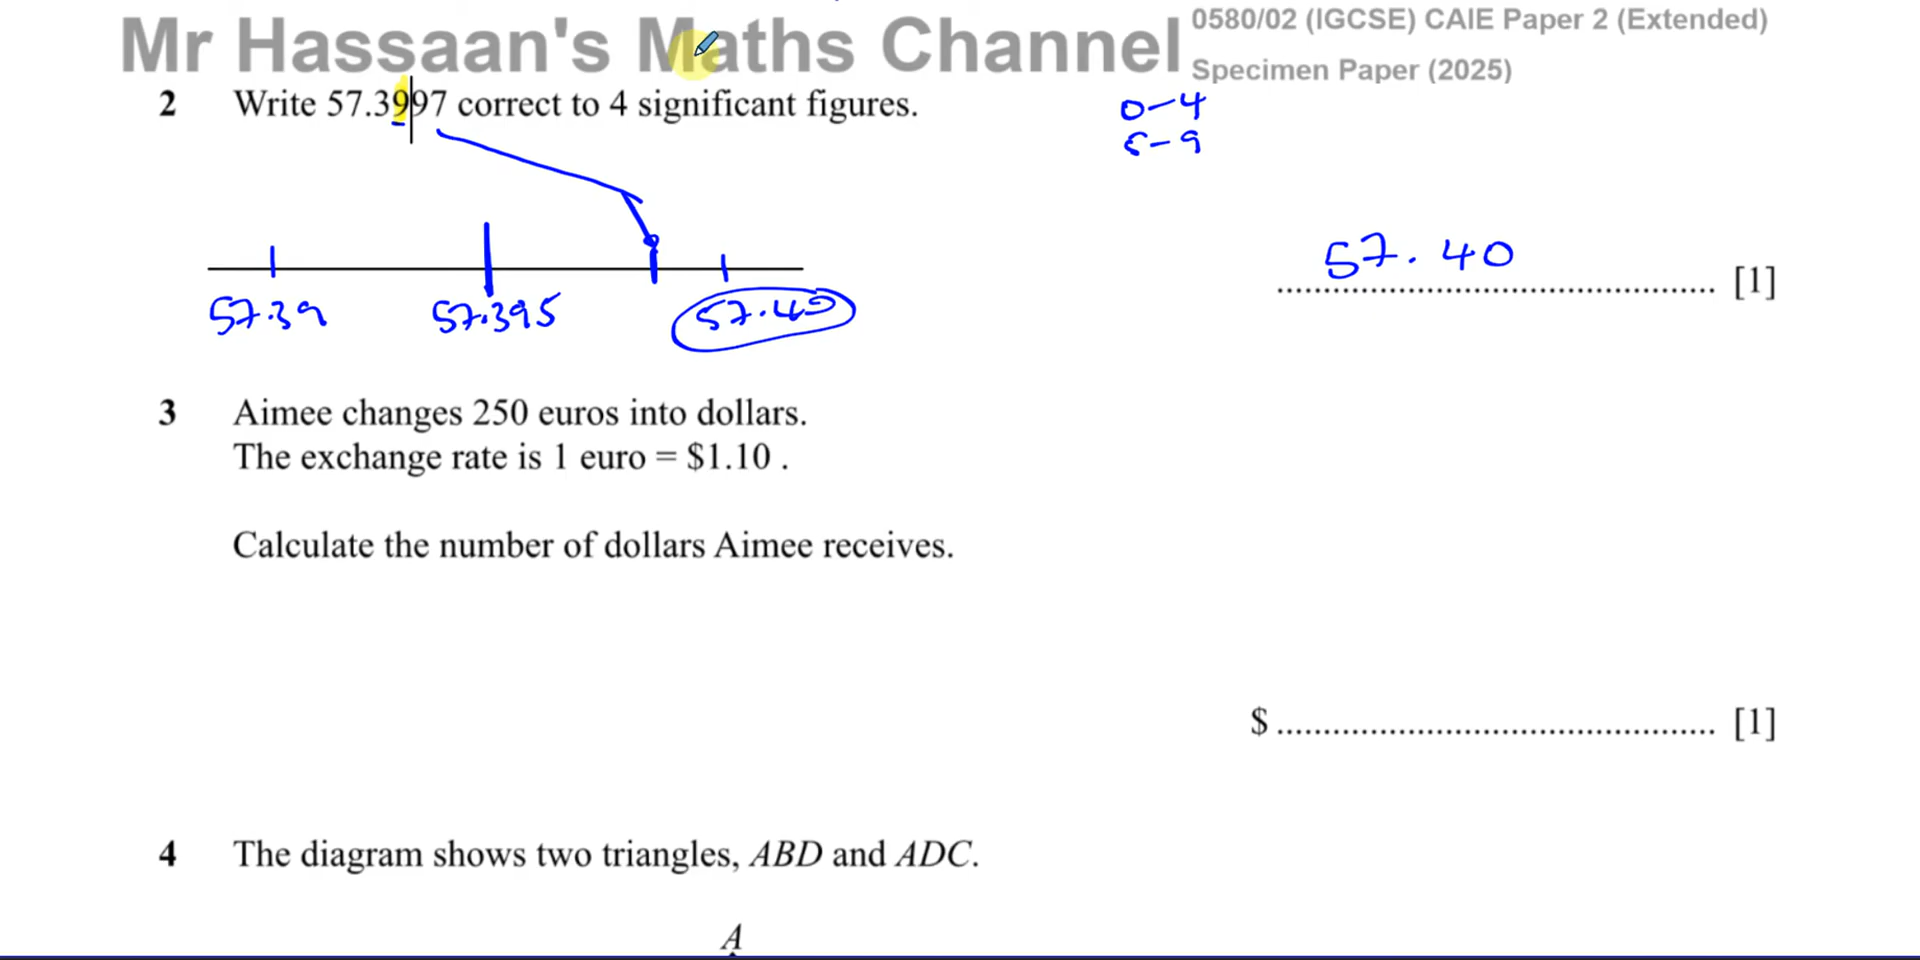 Mr Hassaan's Maths Channel
0580/02 (IGCSE) CAIE Paper 2 (Extended)
Specimen Paper (2025)
2 Write 57.3997 correct to 4 significant figures.
0-4
5-9
57.40
[1]
57.39 57.395 57.40
3 Aimee changes 250 euros into dollars.
The exchange rate is 1 euro = $1.10 .
Calculate the number of dollars Aimee receives.
$ [1]
4 The diagram shows two triangles, ABD and ADC.
A